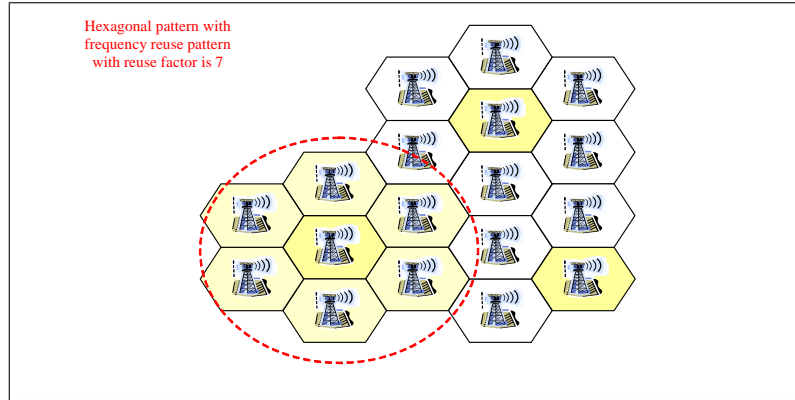 Hexagonal pattern with
frequency reuse pattern
with reuse factor is 7